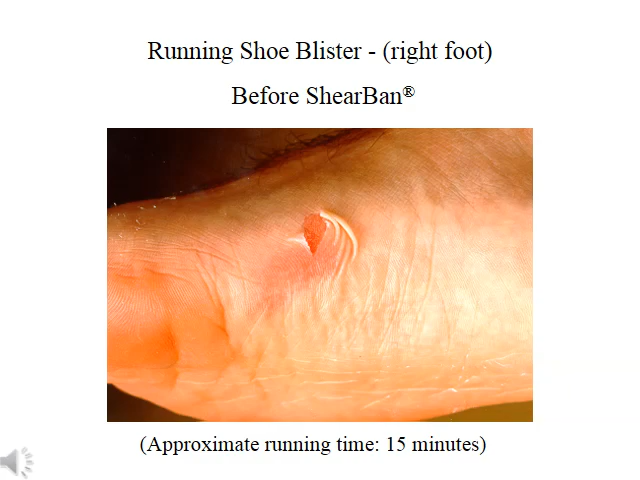 Running Shoe Blister - (right foot)
Before ShearBan®
(Approximate running time: 15 minutes)